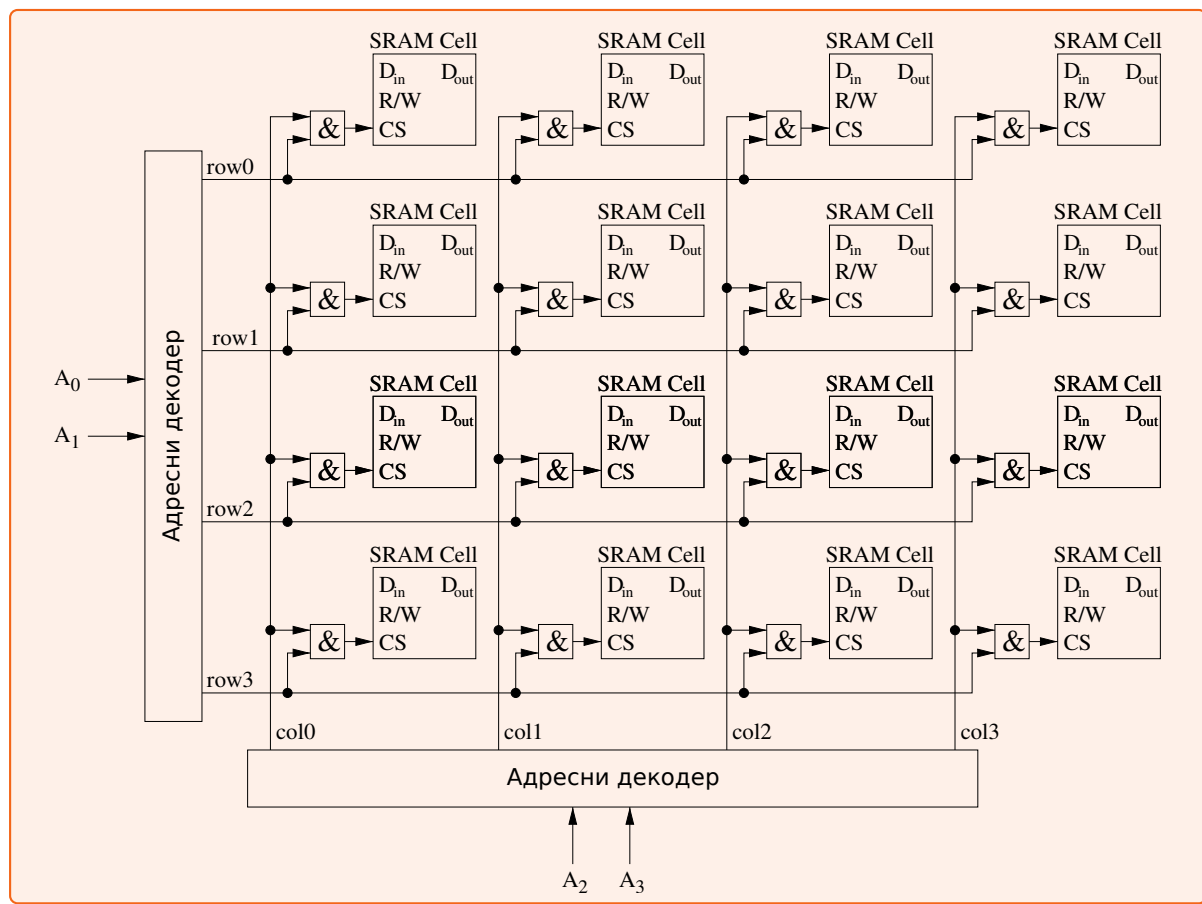 SRAM Cell SRAM Cell SRAM Cell SRAM Cell
Din Dout Din Dout Din Dout Din Dout
R/W R/W R/W R/W
& CS & CS & CS & CS
row0
SRAM Cell SRAM Cell SRAM Cell SRAM Cell
Din Dout Din Dout Din Dout Din Dout
R/W R/W R/W R/W
& CS & CS & CS & CS
row1
A0
A1
Адресни декодер
SRAM Cell SRAM Cell SRAM Cell SRAM Cell
Din Dout Din Dout Din Dout Din Dout
R/W R/W R/W R/W
& CS & CS & CS & CS
row2
SRAM Cell SRAM Cell SRAM Cell SRAM Cell
Din Dout Din Dout Din Dout Din Dout
R/W R/W R/W R/W
& CS & CS & CS & CS
row3
col0 col1 col2 col3
Адресни декодер
A2 A3